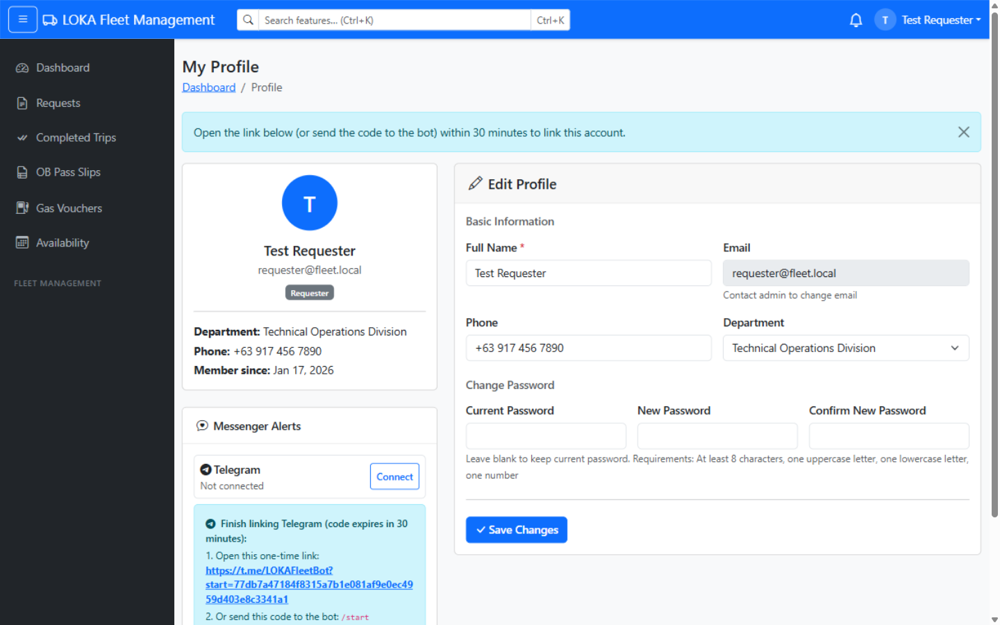 LOKA Fleet Management
Search features... (Ctrl+K)
Ctrl+K
T
Test Requester
Dashboard
Requests
Completed Trips
OB Pass Slips
Gas Vouchers
Availability
FLEET MANAGEMENT
My Profile
Dashboard / Profile
Open the link below (or send the code to the bot) within 30 minutes to link this account.
T
Test Requester
requester@fleet.local
Requester
Department: Technical Operations Division
Phone: +63 917 456 7890
Member since: Jan 17, 2026
Messenger Alerts
Telegram
Not connected
Connect
Finish linking Telegram (code expires in 30
minutes):
1. Open this one-time link:
https://t.me/LOKAFleetBot?
start=77db7a47184f8315a7b1e081af9e0ec49
59d403e8c3341a1
2. Or send this code to the bot: /start
Edit Profile
Basic Information
Full Name *
Test Requester
Email
requester@fleet.local
Contact admin to change email
Phone
+63 917 456 7890
Department
Technical Operations Division
Change Password
Current Password
New Password
Confirm New Password
Leave blank to keep current password. Requirements: At least 8 characters, one uppercase letter, one lowercase letter,
one number
Save Changes